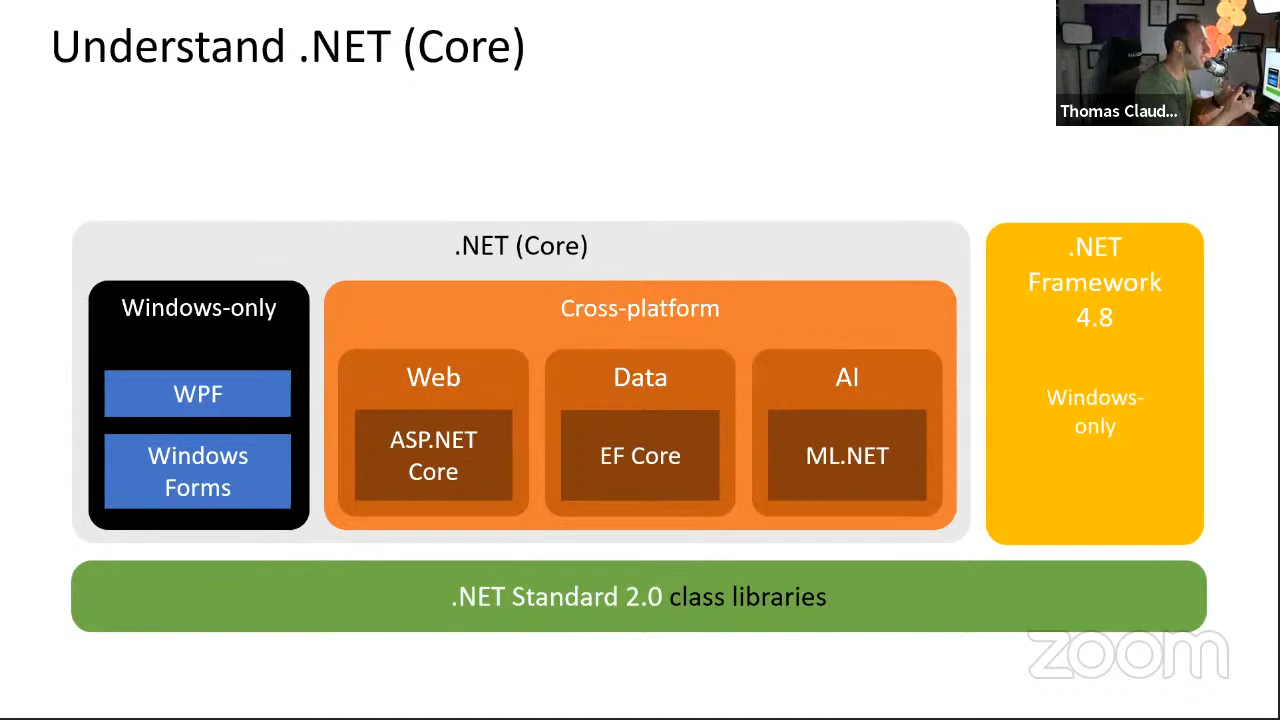 Understand .NET (Core)
Thomas Claud...
.NET (Core)
Windows-only
WPF
Windows
Forms
Cross-platform
Web
ASP.NET
Core
Data
EF Core
AI
ML.NET
.NET
Framework
4.8
Windows-
only
.NET Standard 2.0 class libraries
zoom